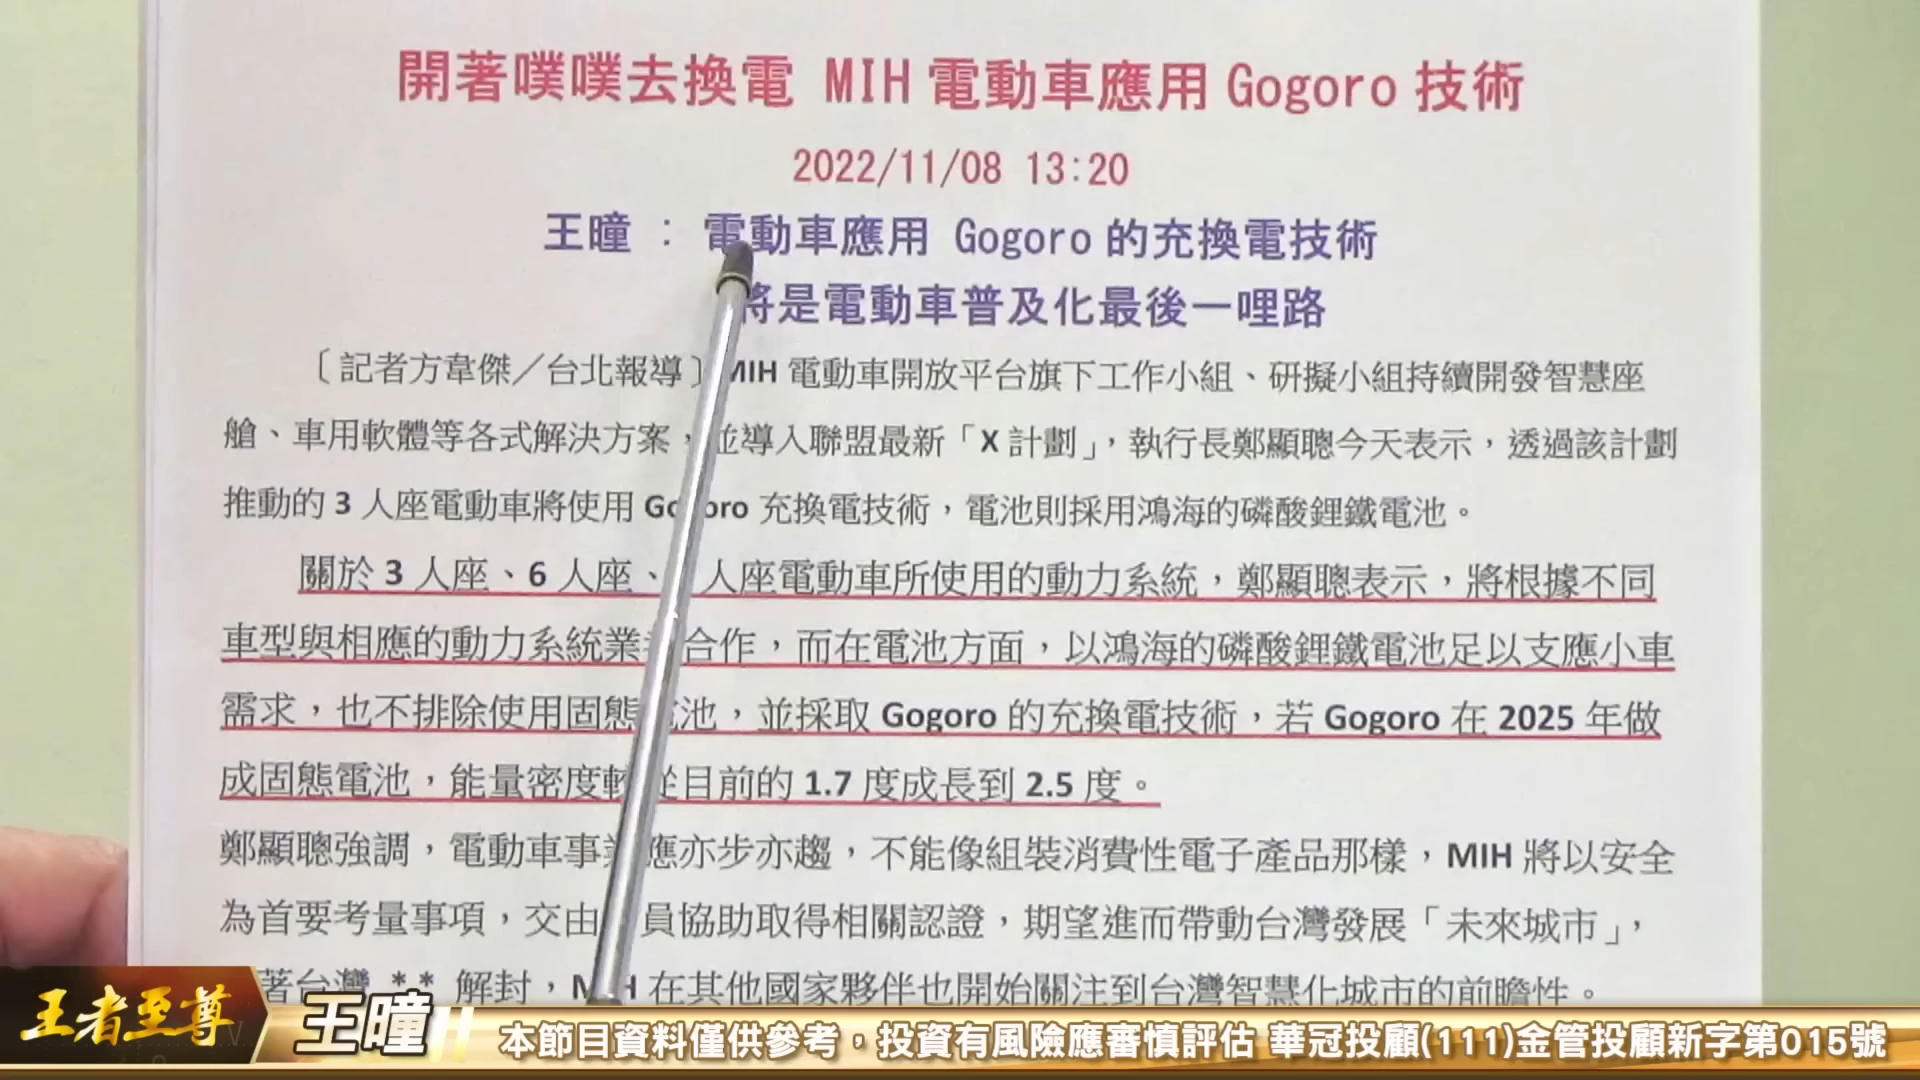 開著噗噗去換電 MIH 電動車應用 Gogoro 技術
2022/11/08 13:20
王曈 : 電動車應用 Gogoro 的充換電技術
將是電動車普及化最後一哩路
〔記者方韋傑／台北報導〕MIH 電動車開放平台旗下工作小組、研擬小組持續開發智慧座
艙、車用軟體等各式解決方案，並導入聯盟最新「X 計劃」，執行長鄭顯聰今天表示，透過該計劃
推動的 3 人座電動車將使用 Gogoro 充換電技術，電池則採用鴻海的磷酸鋰鐵電池。
關於 3 人座、6 人座、 人座電動車所使用的動力系統，鄭顯聰表示，將根據不同
車型與相應的動力系統業者合作，而在電池方面，以鴻海的磷酸鋰鐵電池足以支應小車
需求，也不排除使用固態電池，並採取 Gogoro 的充換電技術，若 Gogoro 在 2025 年做
成固態電池，能量密度較從目前的 1.7 度成長到 2.5 度。
鄭顯聰強調，電動車事業應亦步亦趨，不能像組裝消費性電子產品那樣，MIH 將以安全
為首要考量事項，交由 員協助取得相關認證，期望進而帶動台灣發展「未來城市」，
著台灣 ** 解封，MIH 在其他國家夥伴也開始關注到台灣智慧化城市的前瞻性。
王者至尊 王曈 本節目資料僅供參考，投資有風險應審慎評估 華冠投顧(111)金管投顧新字第015號